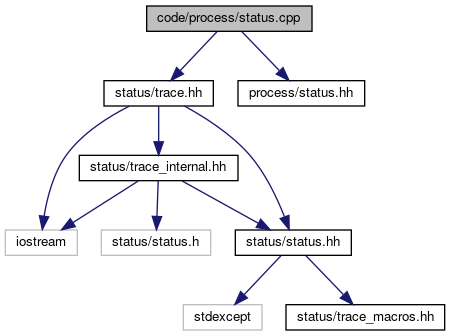 code/process/status.cpp
status/trace.hh
process/status.hh
status/trace_internal.hh
iostream
status/status.h
status/status.hh
stdexcept
status/trace_macros.hh